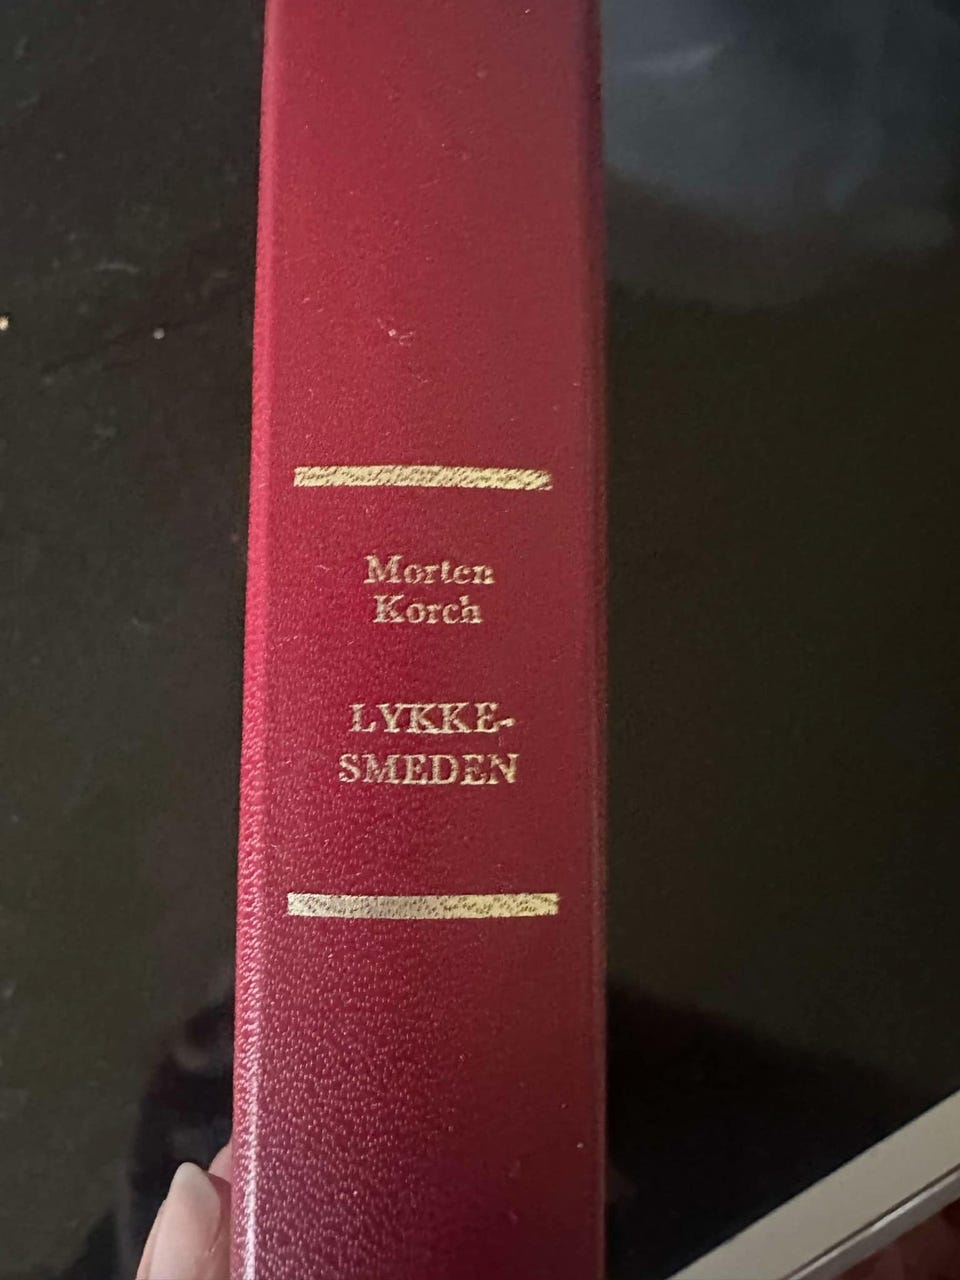 Morten
Korch
LYKKE-
SMEDEN